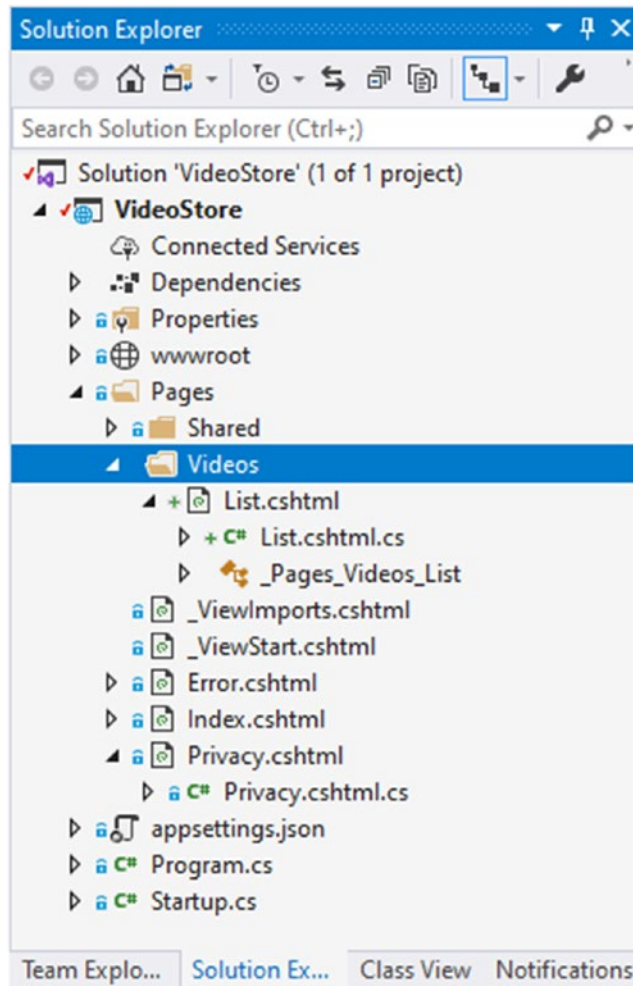 Solution Explorer
Search Solution Explorer (Ctrl+;)
Solution 'VideoStore' (1 of 1 project)
VideoStore
Connected Services
Dependencies
Properties
wwwroot
Pages
Shared
Videos
List.cshtml
C# List.cshtml.cs
_Pages_Videos_List
_ViewImports.cshtml
_ViewStart.cshtml
Error.cshtml
Index.cshtml
Privacy.cshtml
C# Privacy.cshtml.cs
appsettings.json
C# Program.cs
C# Startup.cs
Team Explo... Solution Ex... Class View Notifications